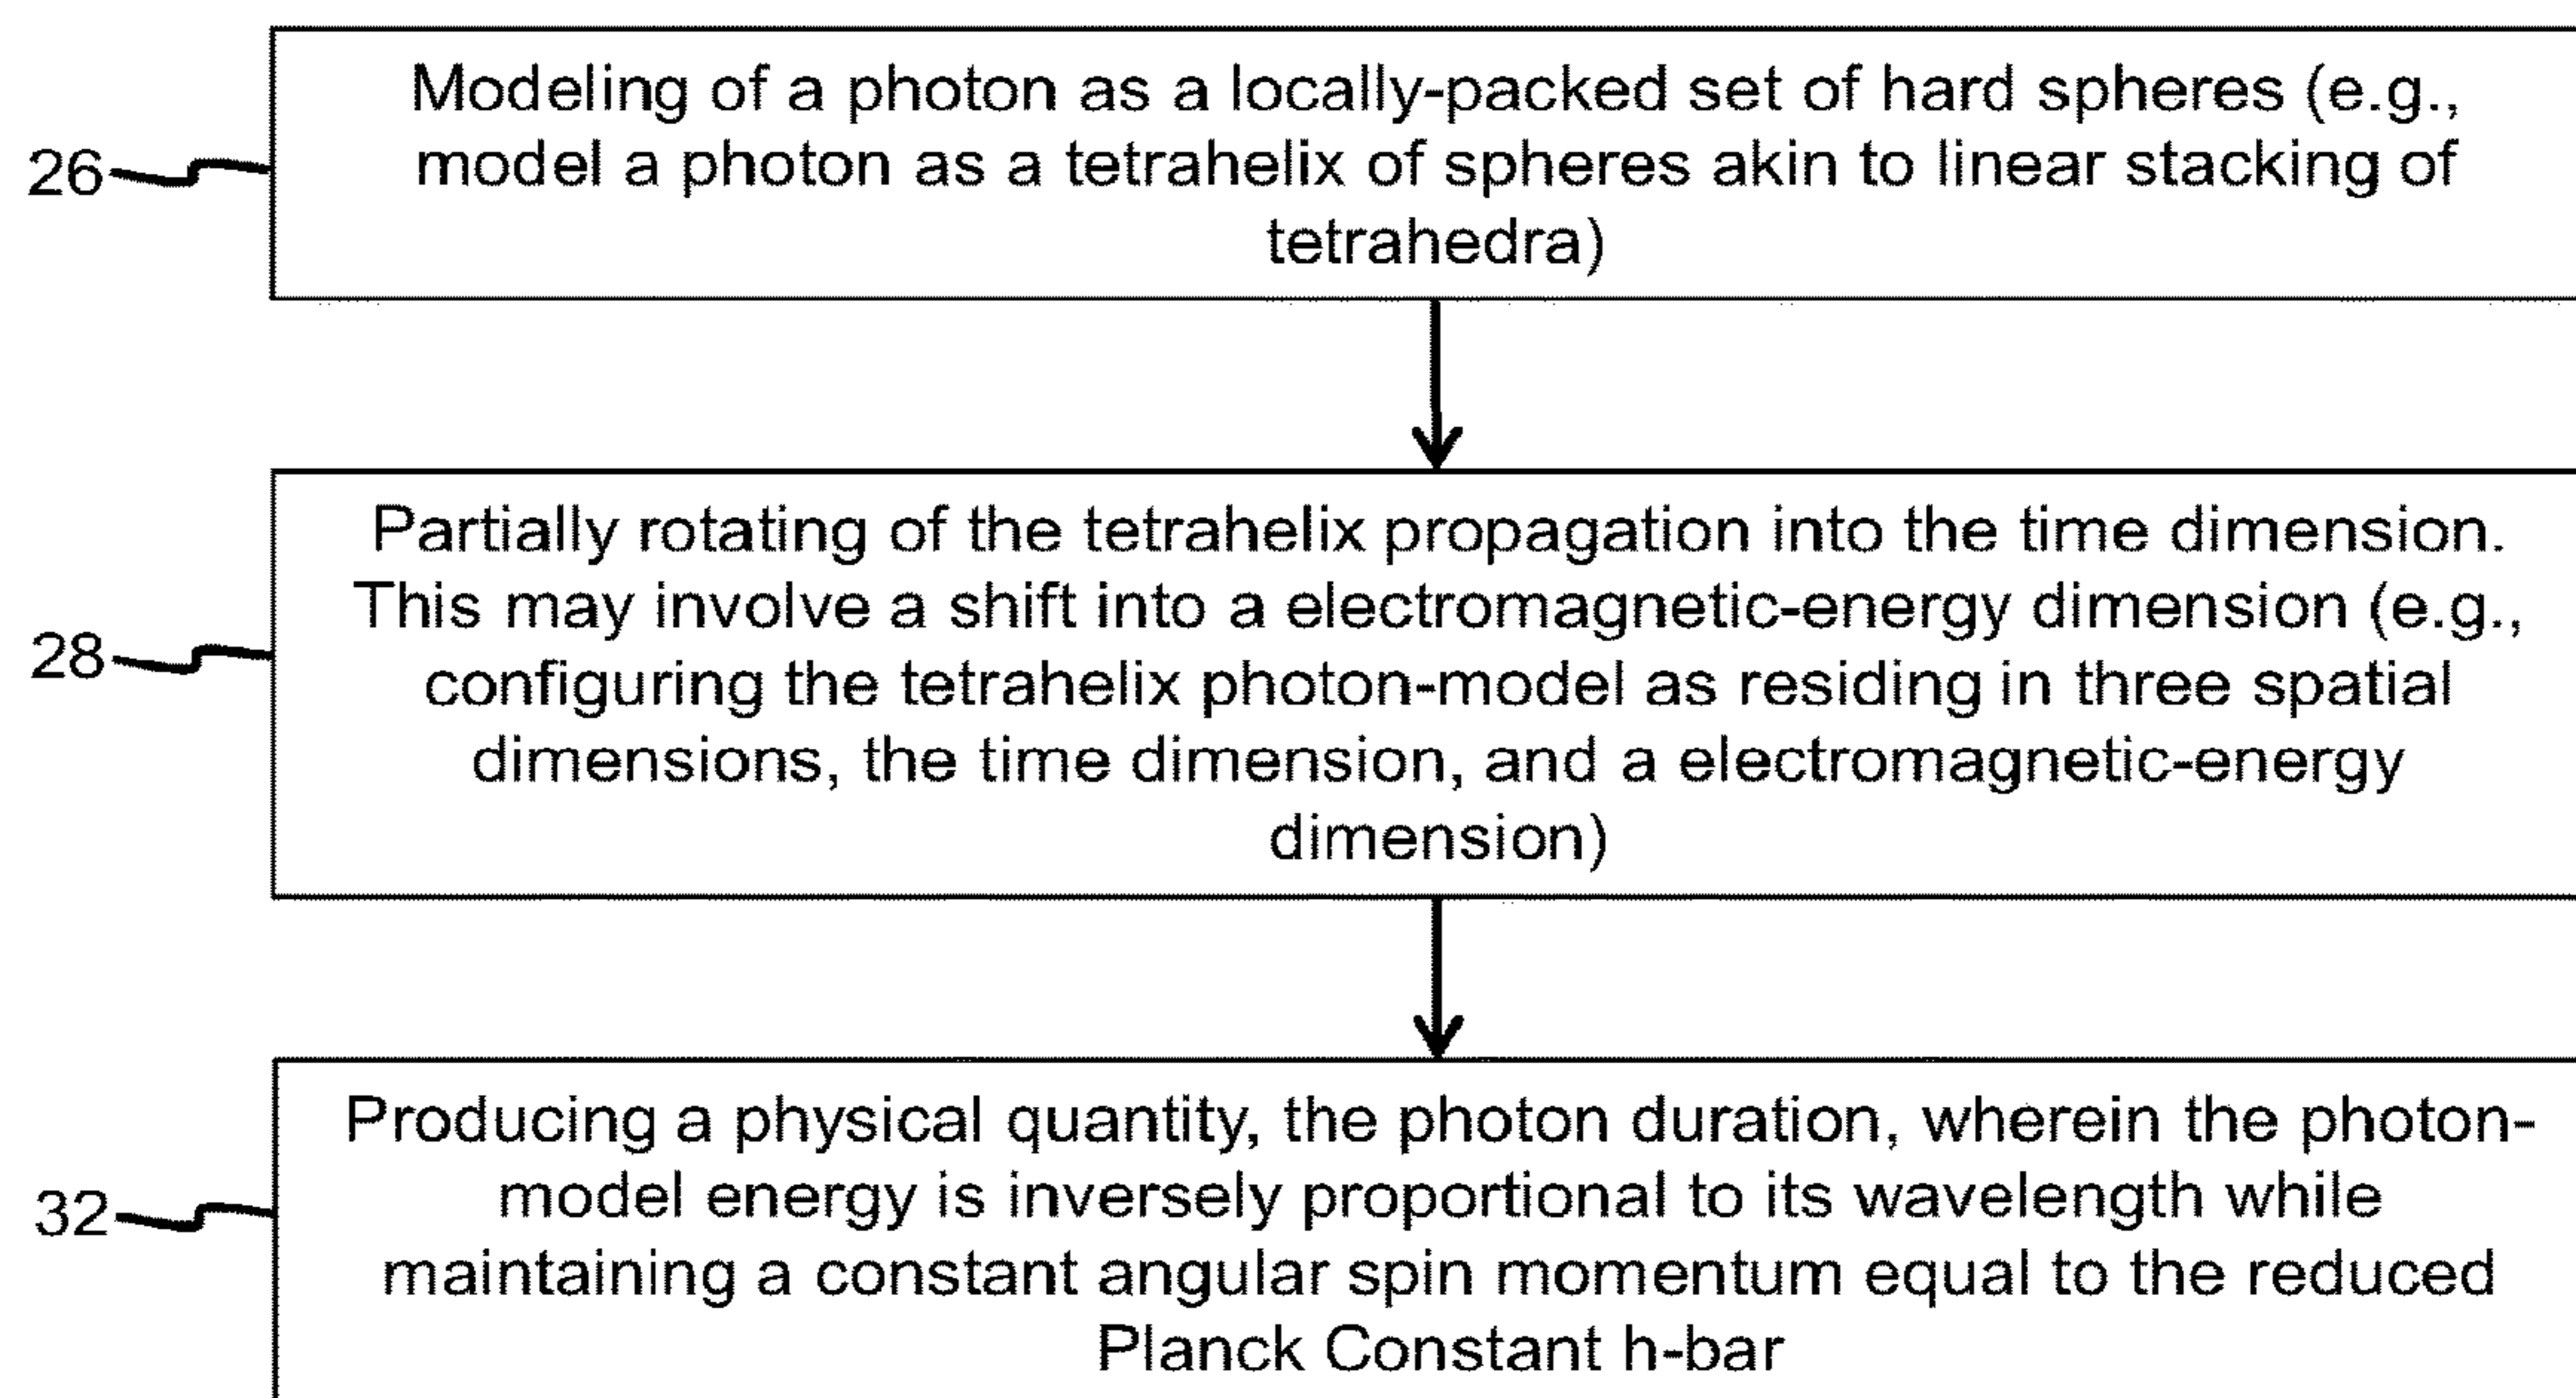 Modeling of a photon as a locally-packed set of hard spheres (e.g.,
model a photon as a tetrahelix of spheres akin to linear stacking of
tetrahedra)
26
Partially rotating of the tetrahelix propagation into the time dimension.
This may involve a shift into a electromagnetic-energy dimension (e.g.,
configuring the tetrahelix photon-model as residing in three spatial
dimensions, the time dimension, and a electromagnetic-energy
dimension)
28
Producing a physical quantity, the photon duration, wherein the photon-
model energy is inversely proportional to its wavelength while
maintaining a constant angular spin momentum equal to the reduced
Planck Constant h-bar
32